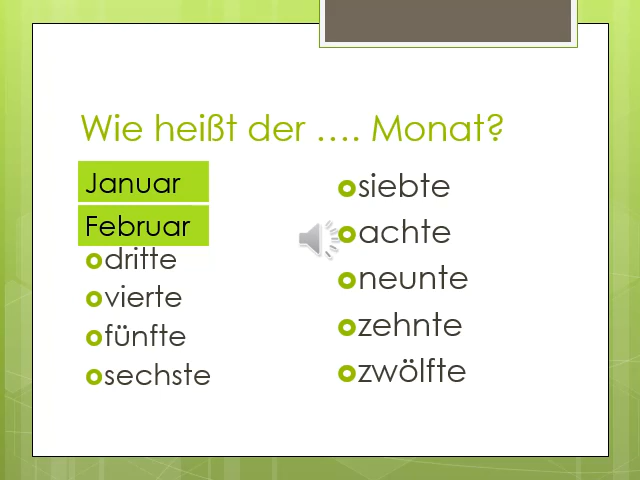 Wie heißt der …. Monat?
Januar
Februar
dritte
vierte
fünfte
sechste
siebte
achte
neunte
zehnte
zwölfte